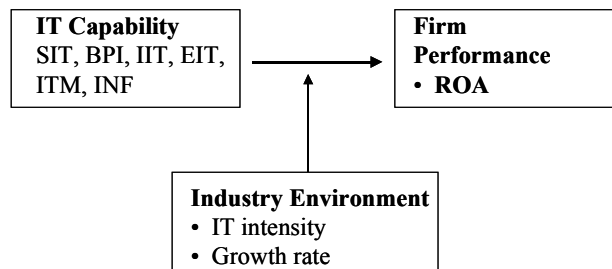 IT Capability
SIT, BPI, IIT, EIT,
ITM, INF
Firm
Performance
• ROA
Industry Environment
• IT intensity
• Growth rate